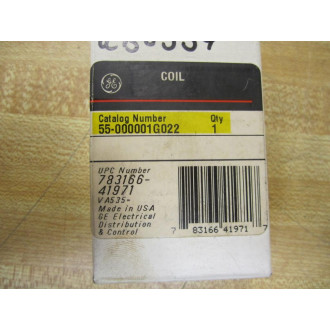 COIL
Catalog Number Qty
55-000001G022 1
UPC Number
783166-
41971
VA535-
Made in USA
GE Electrical
Distribution
& Control
7 83166 41971 7